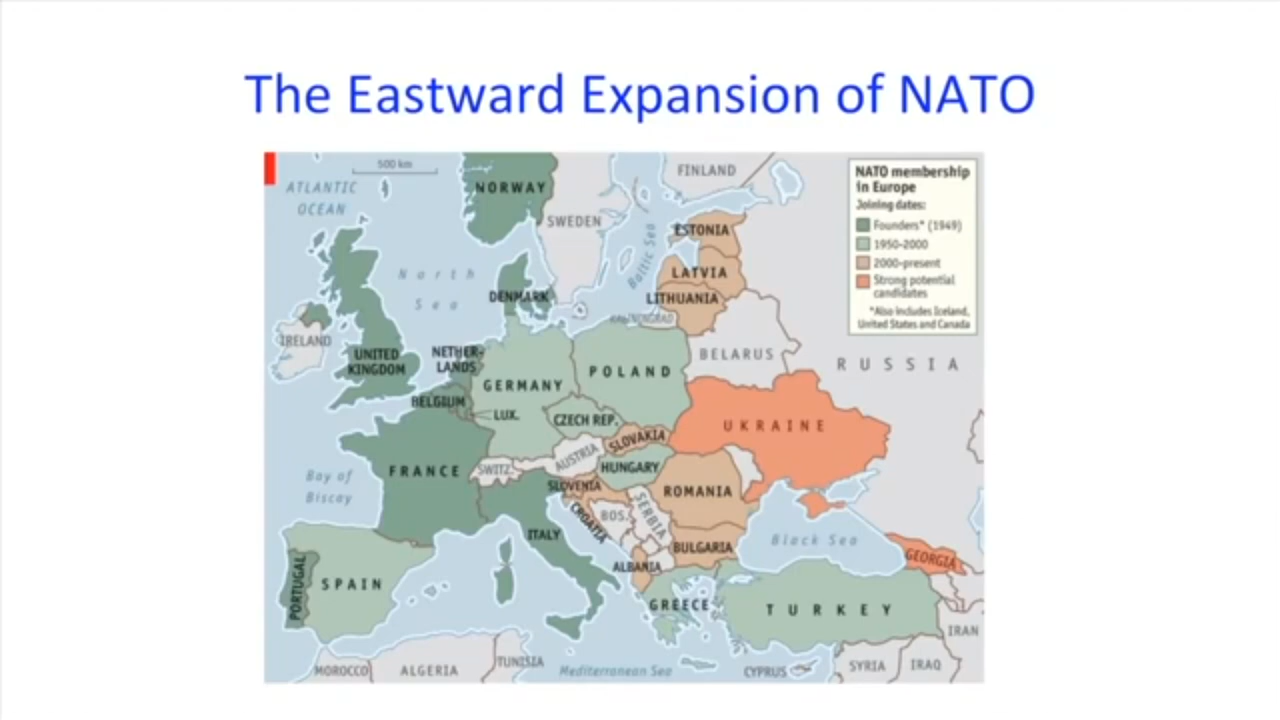 The Eastward Expansion of NATO
500 km
ATLANTIC
OCEAN
NORWAY
FINLAND
SWEDEN
NATO membership
in Europe
Joining dates:
Founders* (1949)
1950-2000
2000-present
Strong potential
candidates
*Also includes Iceland,
United States and Canada
ESTONIA
Baltic Sea
North
Sea
LATVIA
DENMARK
LITHUANIA
KALININGRAD
IRELAND
UNITED
KINGDOM
NETHER-
LANDS
BELARUS
RUSSIA
GERMANY
POLAND
BELGIUM
LUX.
CZECH REP.
UKRAINE
SLOVAKIA
FRANCE
SWITZ.
AUSTRIA
HUNGARY
Bay of
Biscay
SLOVENIA
ROMANIA
CROATIA
BOS.
SERBIA
ITALY
BULGARIA
Black Sea
GEORGIA
ALBANIA
PORTUGAL
SPAIN
GREECE
TURKEY
IRAN
MOROCCO
ALGERIA
TUNISIA
Mediterranean Sea
CYPRUS
SYRIA
IRAQ